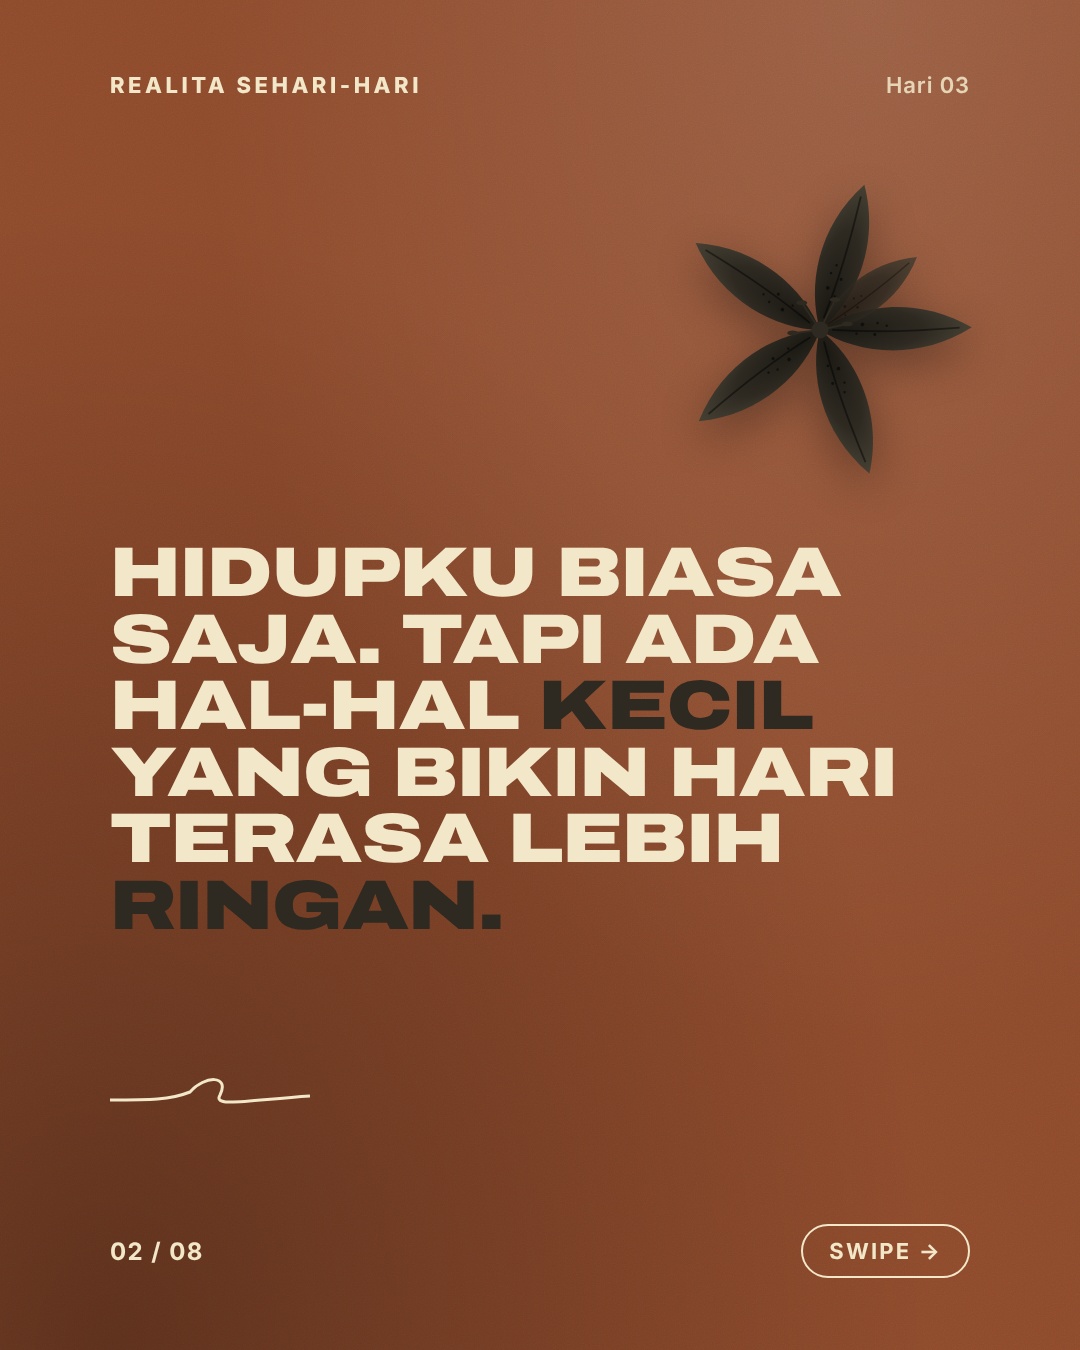 REALITA SEHARI-HARI
Hari 03
HIDUPKU BIASA
SAJA. TAPI ADA
HAL-HAL KECIL
YANG BIKIN HARI
TERASA LEBIH
RINGAN.
02 / 08
SWIPE →